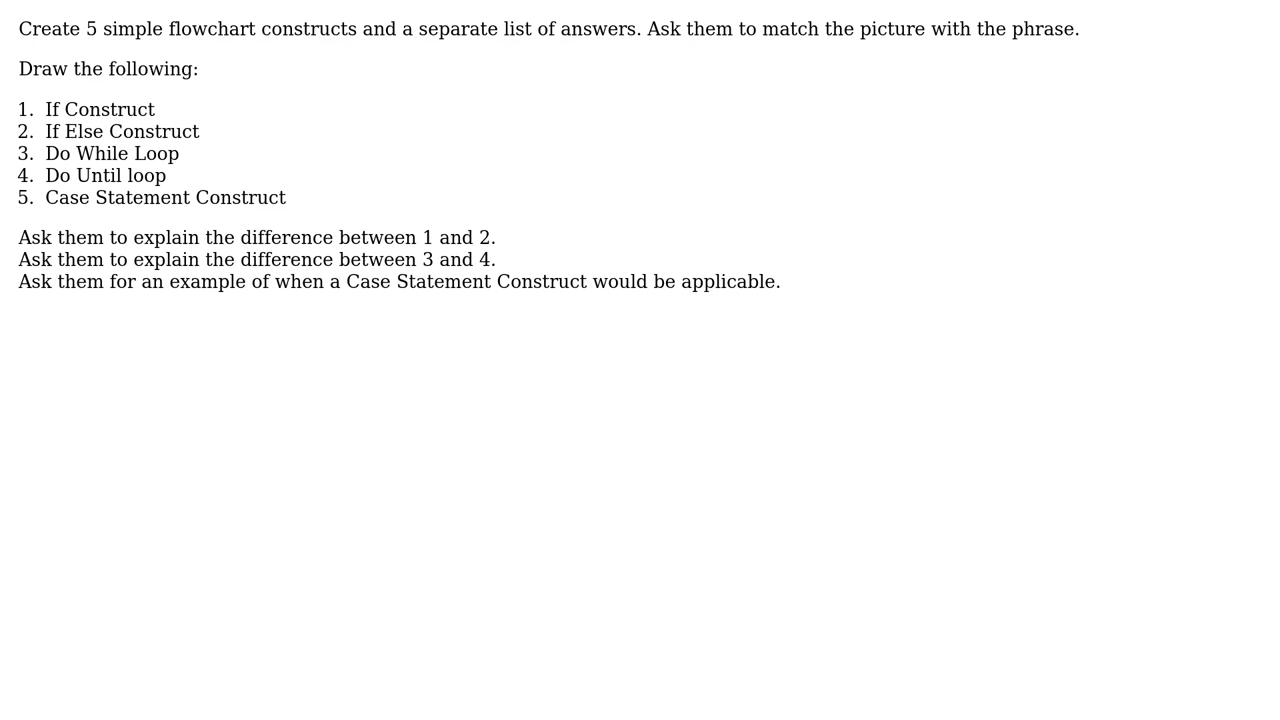 Create 5 simple flowchart constructs and a separate list of answers. Ask them to match the picture with the phrase.
Draw the following:
1. If Construct
2. If Else Construct
3. Do While Loop
4. Do Until loop
5. Case Statement Construct
Ask them to explain the difference between 1 and 2.
Ask them to explain the difference between 3 and 4.
Ask them for an example of when a Case Statement Construct would be applicable.